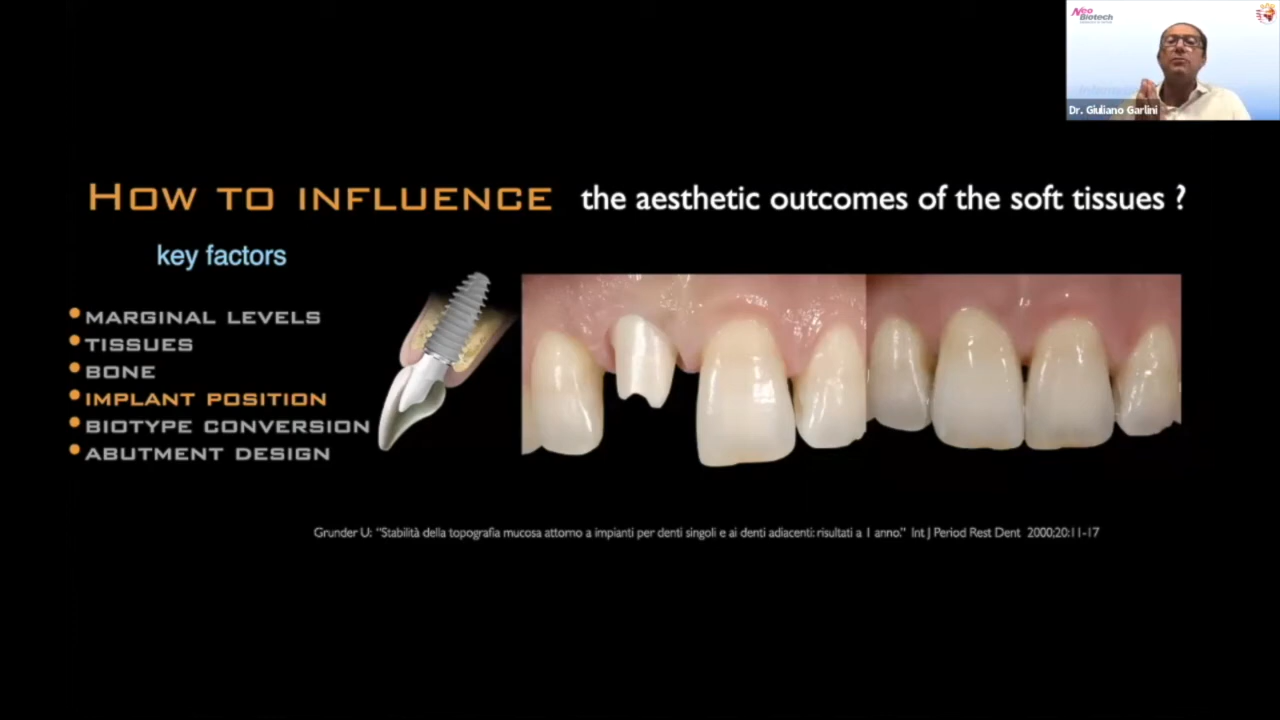 Neo
Biotech
Dr. Giuliano Garlini
HOW TO INFLUENCE the aesthetic outcomes of the soft tissues ?
key factors
• MARGINAL LEVELS
• TISSUES
• BONE
• IMPLANT POSITION
• BIOTYPE CONVERSION
• ABUTMENT DESIGN
Grunder U: “Stabilità della topografia mucosa attorno a impianti per denti singoli e ai denti adiacenti: risultati a 1 anno.” Int J Period Rest Dent 2000;20:11-17